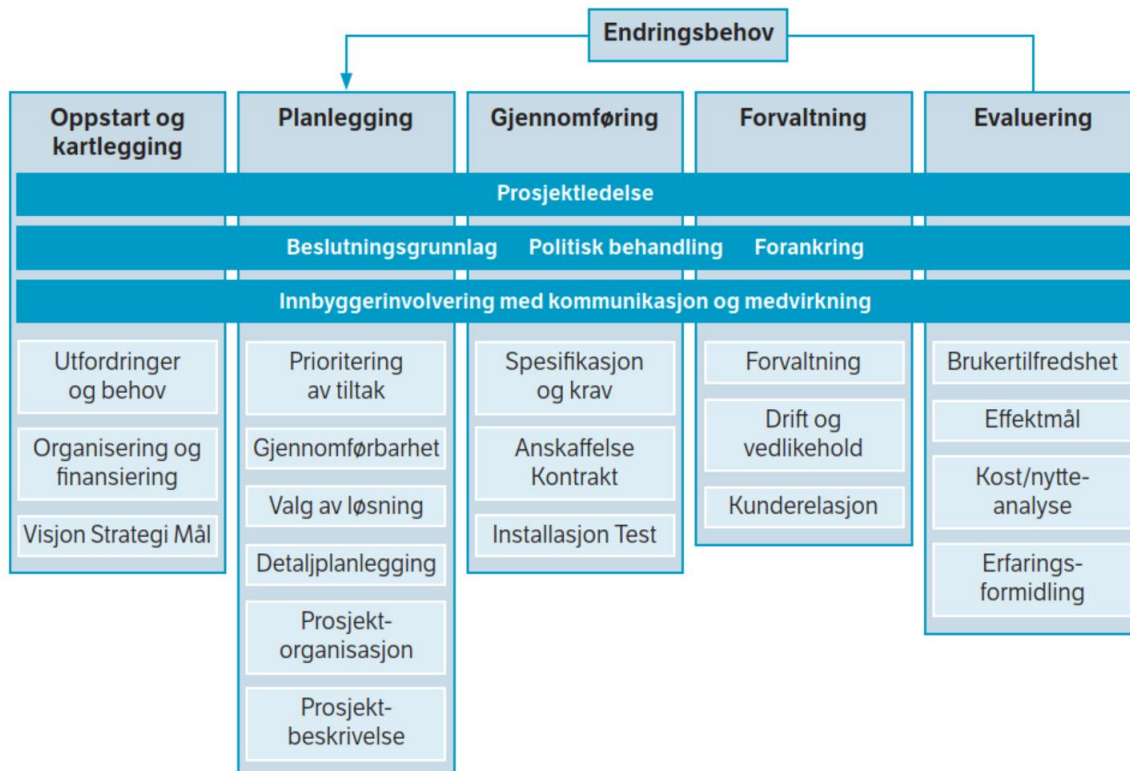 Endringsbehov
Oppstart og
kartlegging
Planlegging
Gjennomføring
Forvaltning
Evaluering
Prosjektledelse
Beslutningsgrunnlag Politisk behandling Forankring
Innbyggerinvolvering med kommunikasjon og medvirkning
Utfordringer
og behov
Organisering og
finansiering
Visjon Strategi Mål
Prioritering
av tiltak
Gjennomførbarhet
Valg av løsning
Detaljplanlegging
Prosjekt-
organisasjon
Prosjekt-
beskrivelse
Spesifikasjon
og krav
Anskaffelse
Kontrakt
Installasjon Test
Forvaltning
Drift og
vedlikehold
Kunderelasjon
Brukertilfredshet
Effektmål
Kost/nytte-
analyse
Erfarings-
formidling